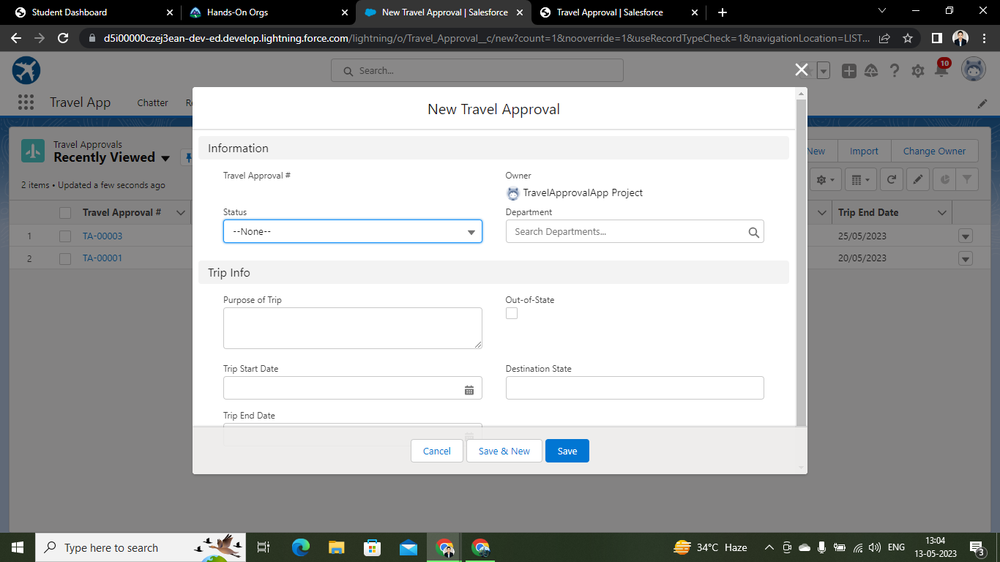 Student Dashboard
Hands-On Orgs
New Travel Approval | Salesforce
Travel Approval | Salesforce
d5i00000czej3ean-dev-ed.develop.lightning.force.com/lightning/o/Travel_Approval__c/new?count=1&nooverride=1&useRecordTypeCheck=1&navigationLocation=LIST...
Search...
10
Travel App
Chatter
New Travel Approval
Travel Approvals
Recently Viewed
New
Import
Change Owner
2 items • Updated a few seconds ago
Travel Approval #
Trip End Date
1
TA-00003
25/05/2023
2
TA-00001
20/05/2023
Information
Travel Approval #
Owner
TravelApprovalApp Project
Status
--None--
Department
Search Departments...
Trip Info
Purpose of Trip
Out-of-State
Trip Start Date
Destination State
Trip End Date
Cancel
Save & New
Save
Type here to search
34°C Haze
ENG
13:04
13-05-2023
3